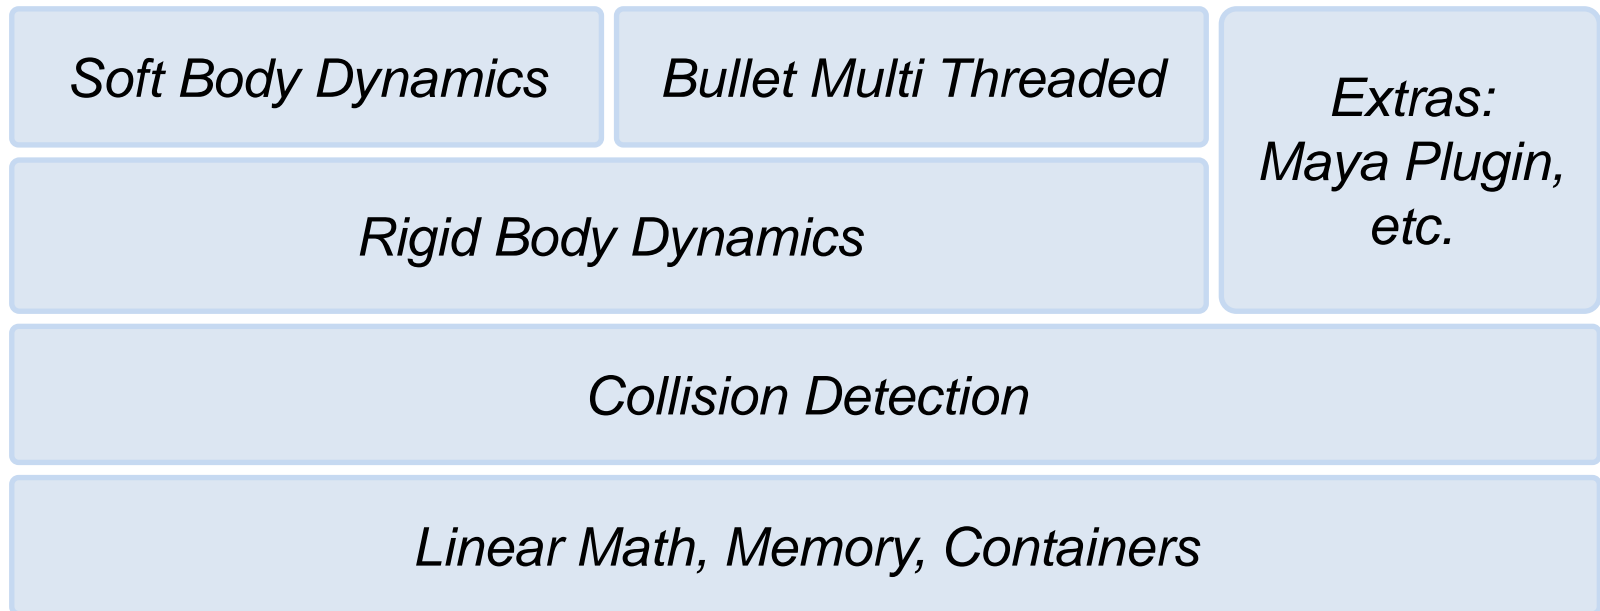 Soft Body Dynamics
Bullet Multi Threaded
Extras:
Maya Plugin,
etc.
Rigid Body Dynamics
Collision Detection
Linear Math, Memory, Containers